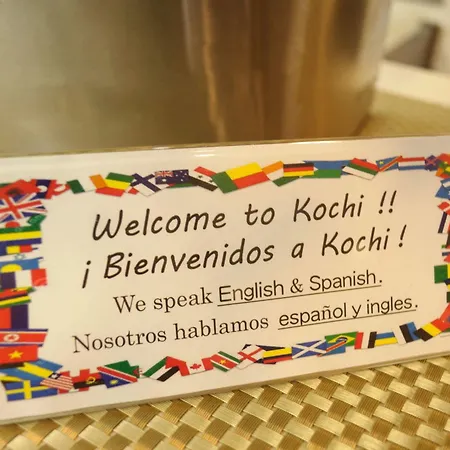 Welcome to Kochi !!
¡Bienvenidos a Kochi!
We speak English & Spanish.
Nosotros hablamos español y ingles.